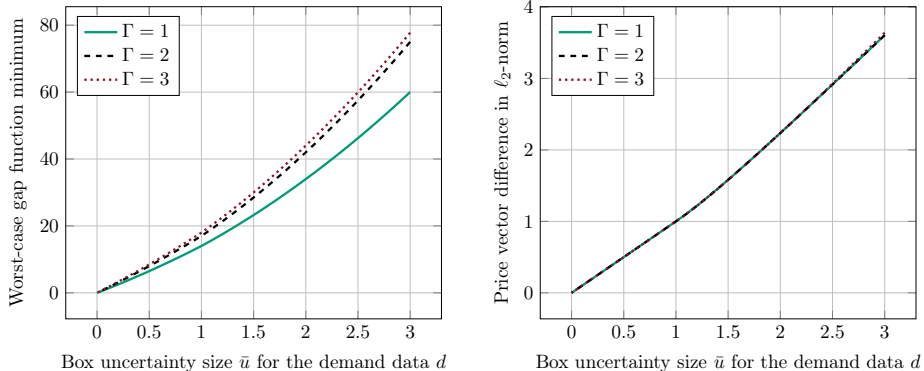 Worst-case gap function minimum
80
60
40
20
0
Γ = 1
Γ = 2
Γ = 3
0 0.5 1 1.5 2 2.5 3
Box uncertainty size ū for the demand data d
Price vector difference in ℓ₂-norm
4
3
2
1
0
Γ = 1
Γ = 2
Γ = 3
0 0.5 1 1.5 2 2.5 3
Box uncertainty size ū for the demand data d